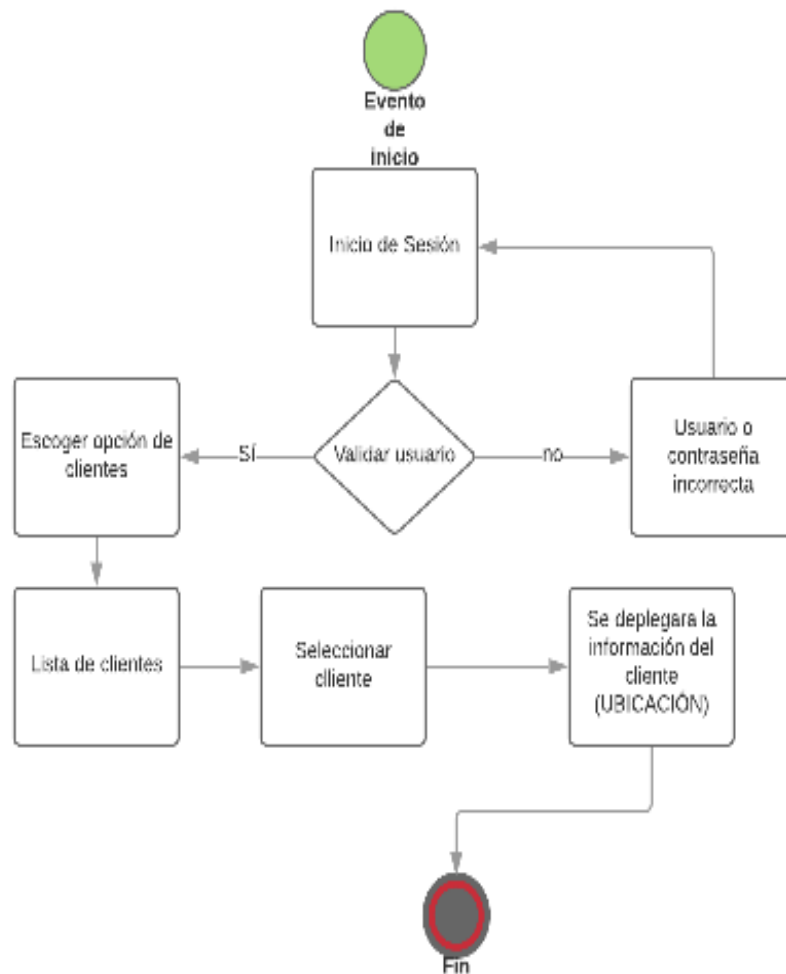 Evento
de
inicio
Inicio de Sesión
Escoger opción de
clientes
Sí
Validar usuario
no
Usuario o
contraseña
incorrecta
Lista de clientes
Seleccionar
clliente
Se deplegara la
información del
cliente
(UBICACIÓN)
Fin